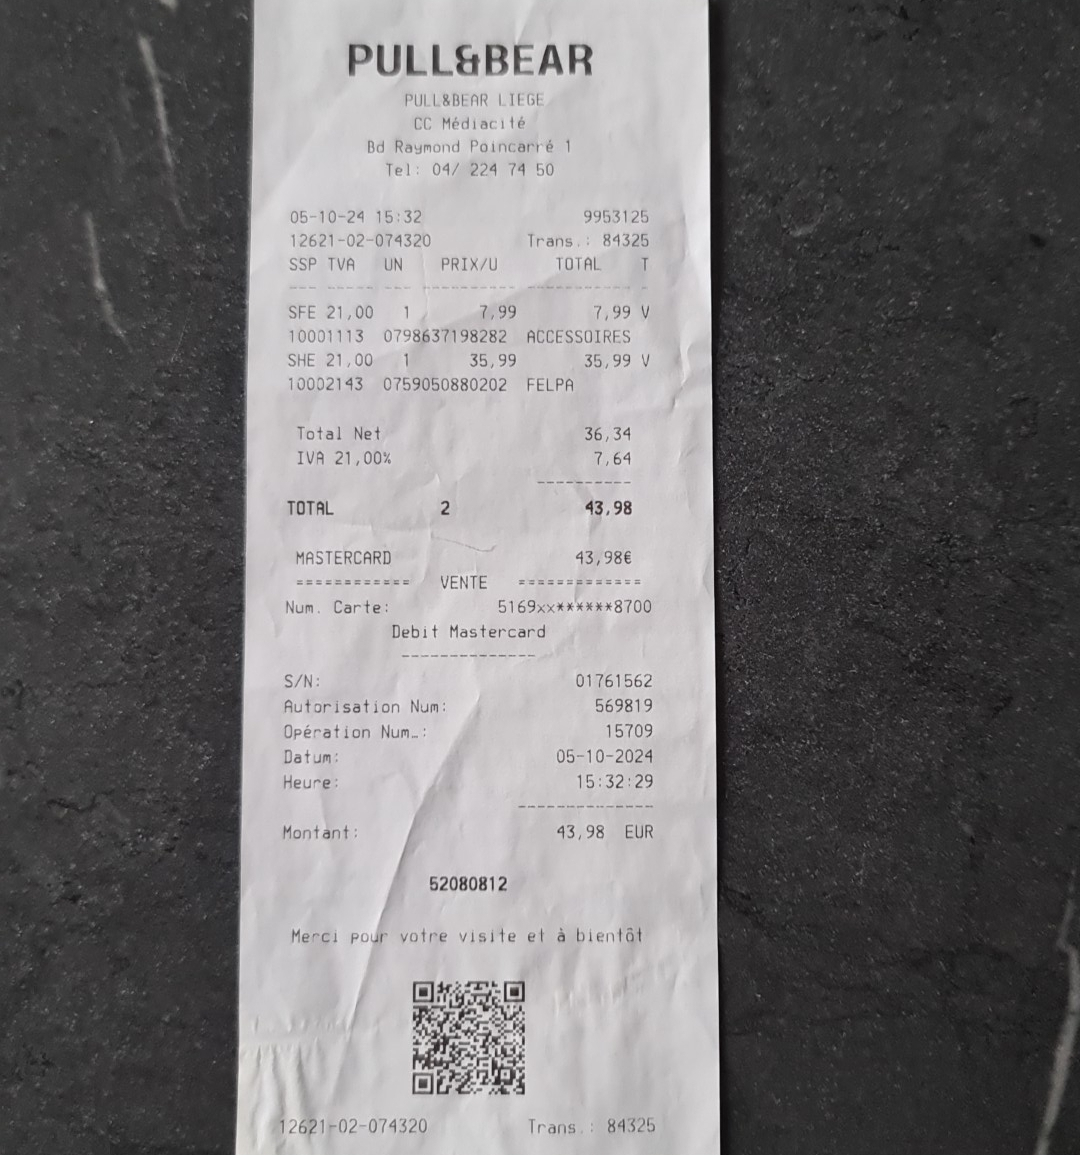 PULL&BEAR
PULL&BEAR LIEGE
CC Médiacité
Bd Raymond Poincarré 1
Tel: 04/ 224 74 50
05-10-24 15:32 9953125
12621-02-074320 Trans.: 84325
SSP TVA UN PRIX/U TOTAL T
SFE 21,00 1 7,99 7,99 V
10001113 0798637198282 ACCESSOIRES
SHE 21,00 1 35,99 35,99 V
10002143 0759050880202 FELPA
Total Net 36,34
IVA 21,00% 7,64
TOTAL 2 43,98
MASTERCARD 43,98€
============ VENTE =============
Num. Carte: 5169xx******8700
Debit Mastercard
S/N: 01761562
Autorisation Num: 569819
Opération Num.: 15709
Datum: 05-10-2024
Heure: 15:32:29
Montant: 43,98 EUR
52080812
Merci pour votre visite et à bientôt
12621-02-074320 Trans.: 84325